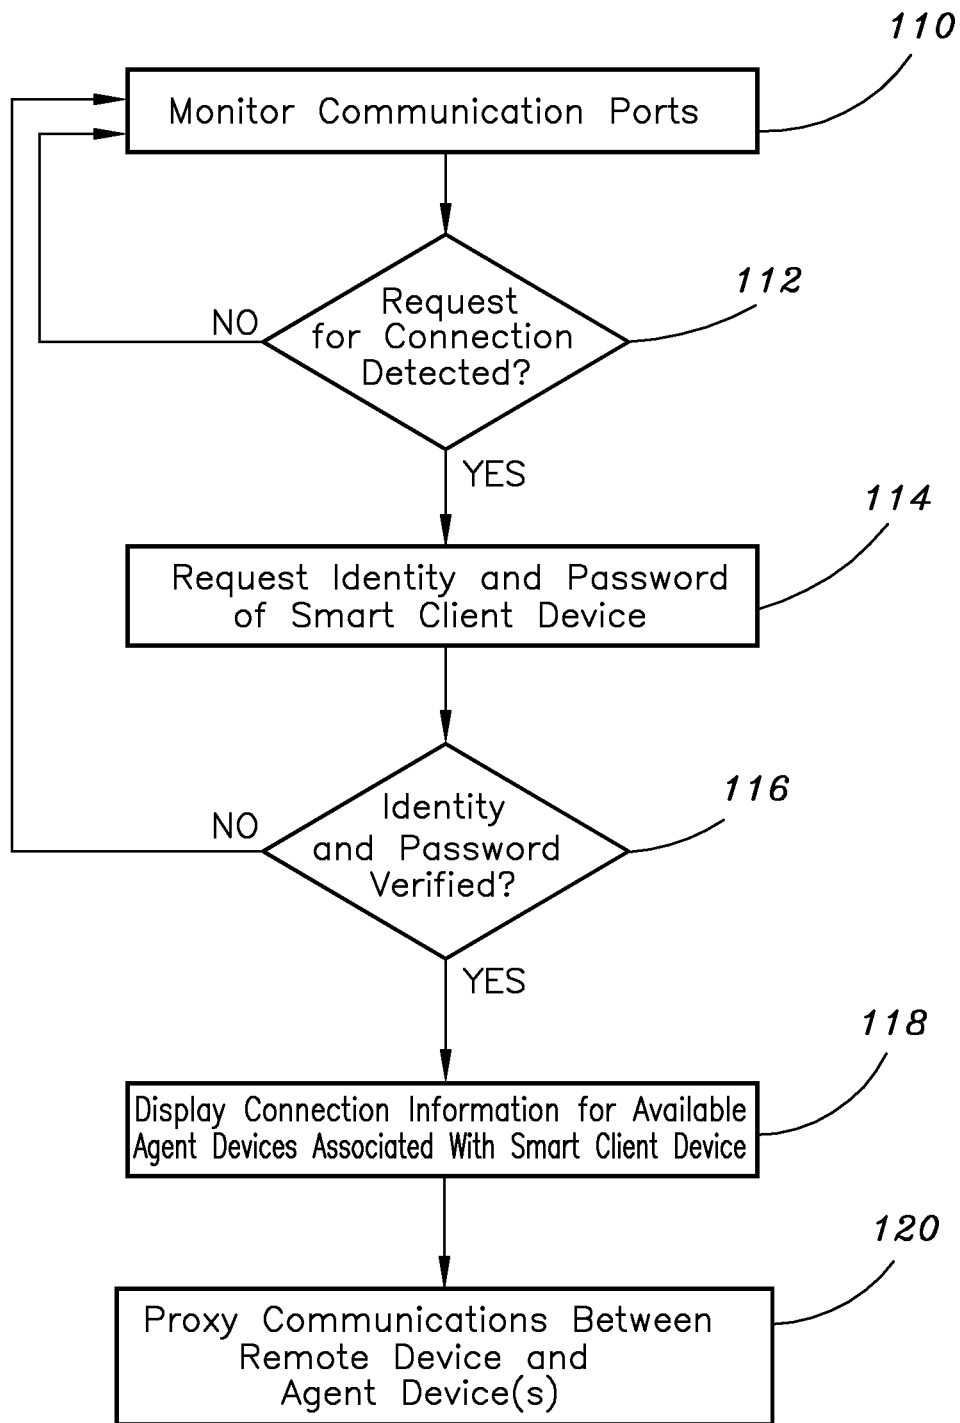 110
Monitor Communication Ports
112
Request
for Connection
Detected?
NO
YES
114
Request Identity and Password
of Smart Client Device
116
Identity
and Password
Verified?
NO
YES
118
Display Connection Information for Available
Agent Devices Associated With Smart Client Device
120
Proxy Communications Between
Remote Device and
Agent Device(s)